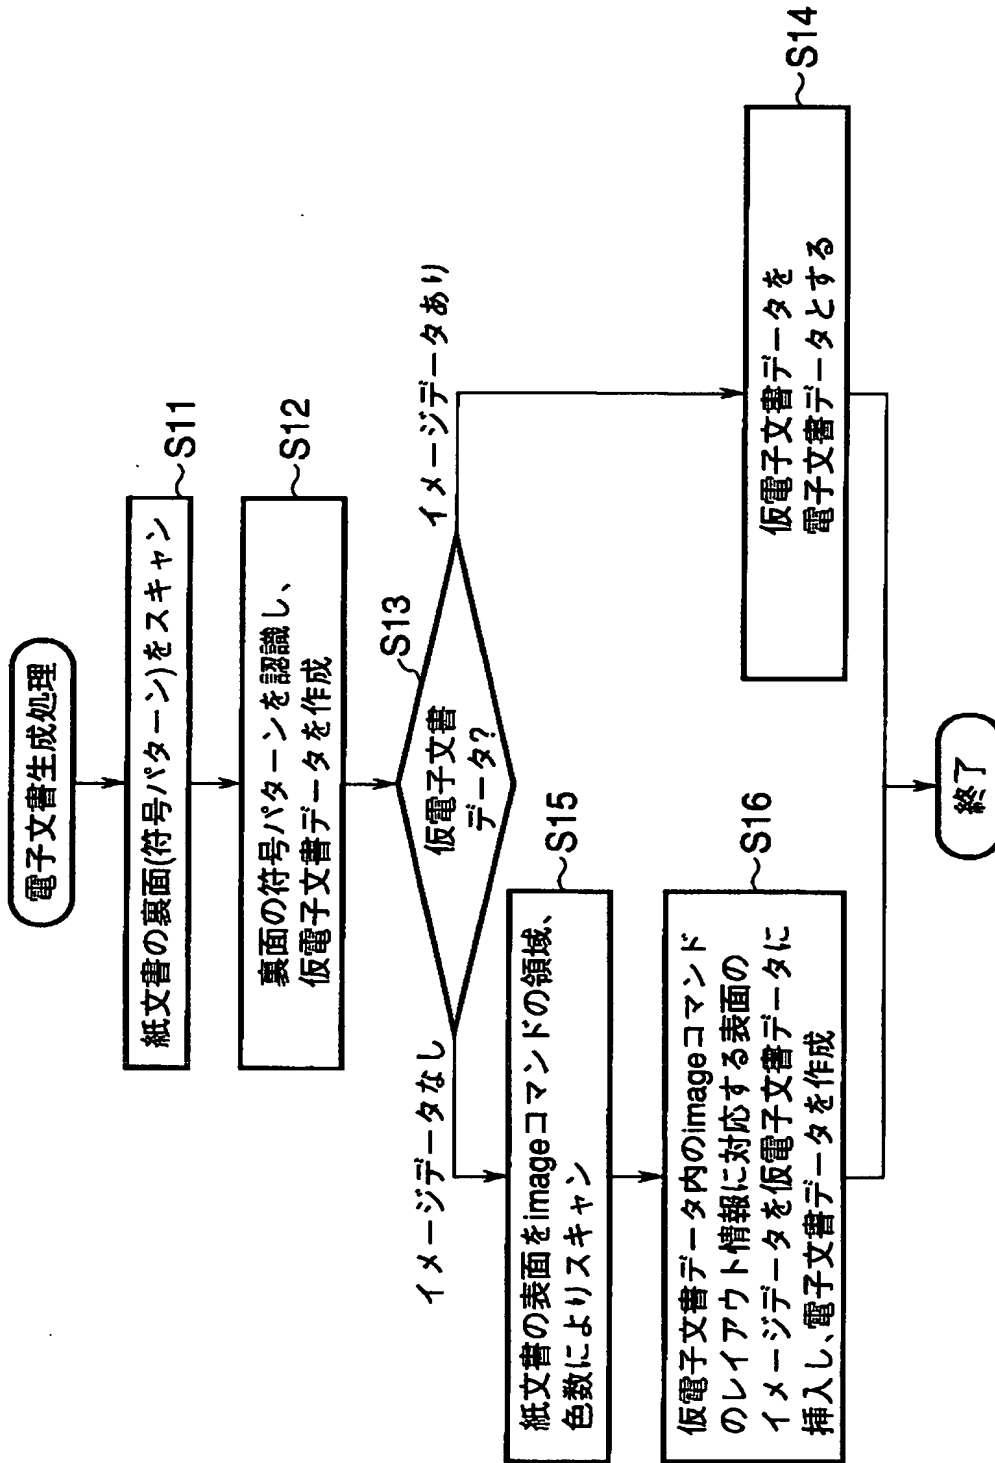 電子文書生成処理
紙文書の裏面(符号パターン)をスキャン
S11
裏面の符号パターンを認識し、
仮電子文書データを作成
S12
仮電子文書
データ?
S13
イメージデータなし
イメージデータあり
紙文書の表面をimageコマンドの領域、
色数によりスキャン
S15
仮電子文書データ内のimageコマンド
のレイアウト情報に対応する表面の
イメージデータを仮電子文書データに
挿入し、電子文書データを作成
S16
仮電子文書データを
電子文書データとする
S14
終了